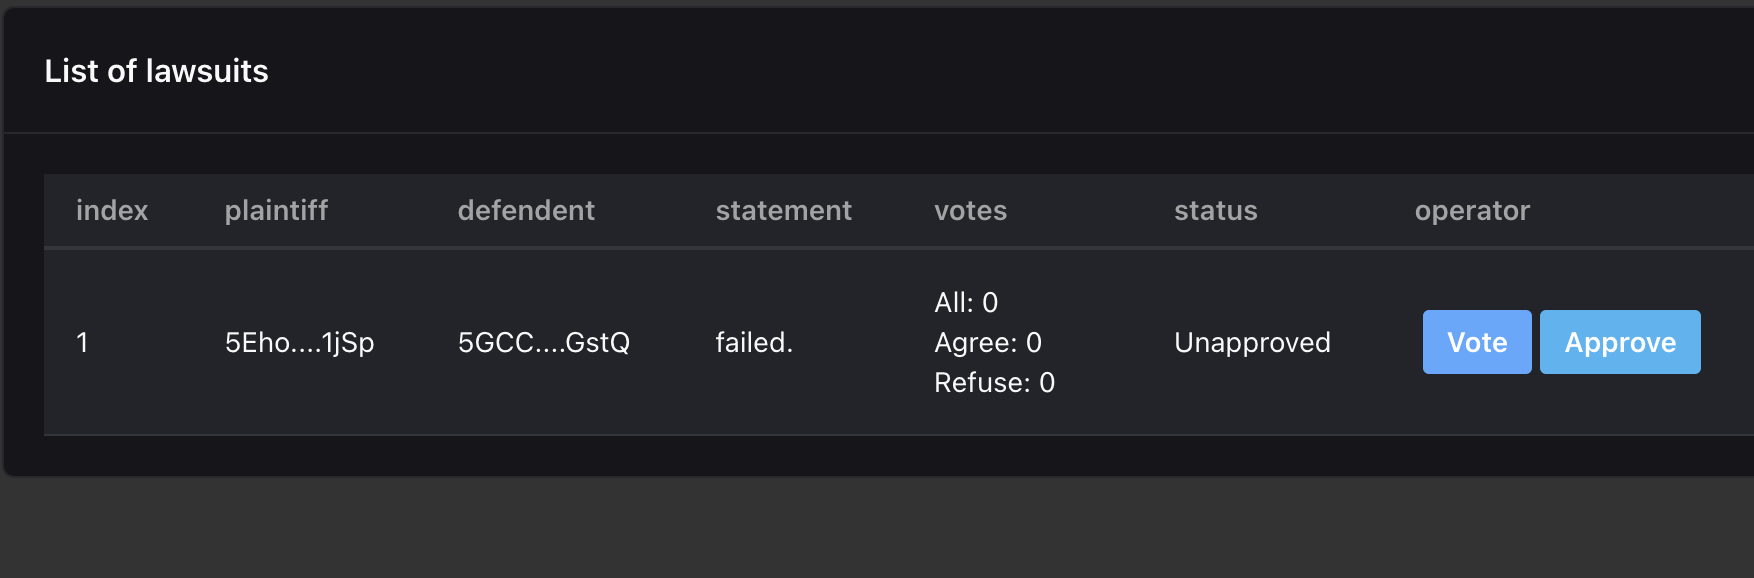 List of lawsuits
index plaintiff defendent statement votes status operator
1 5Eho....1jSp 5GCC....GstQ failed. All: 0 Unapproved Vote Approve
Agree: 0
Refuse: 0